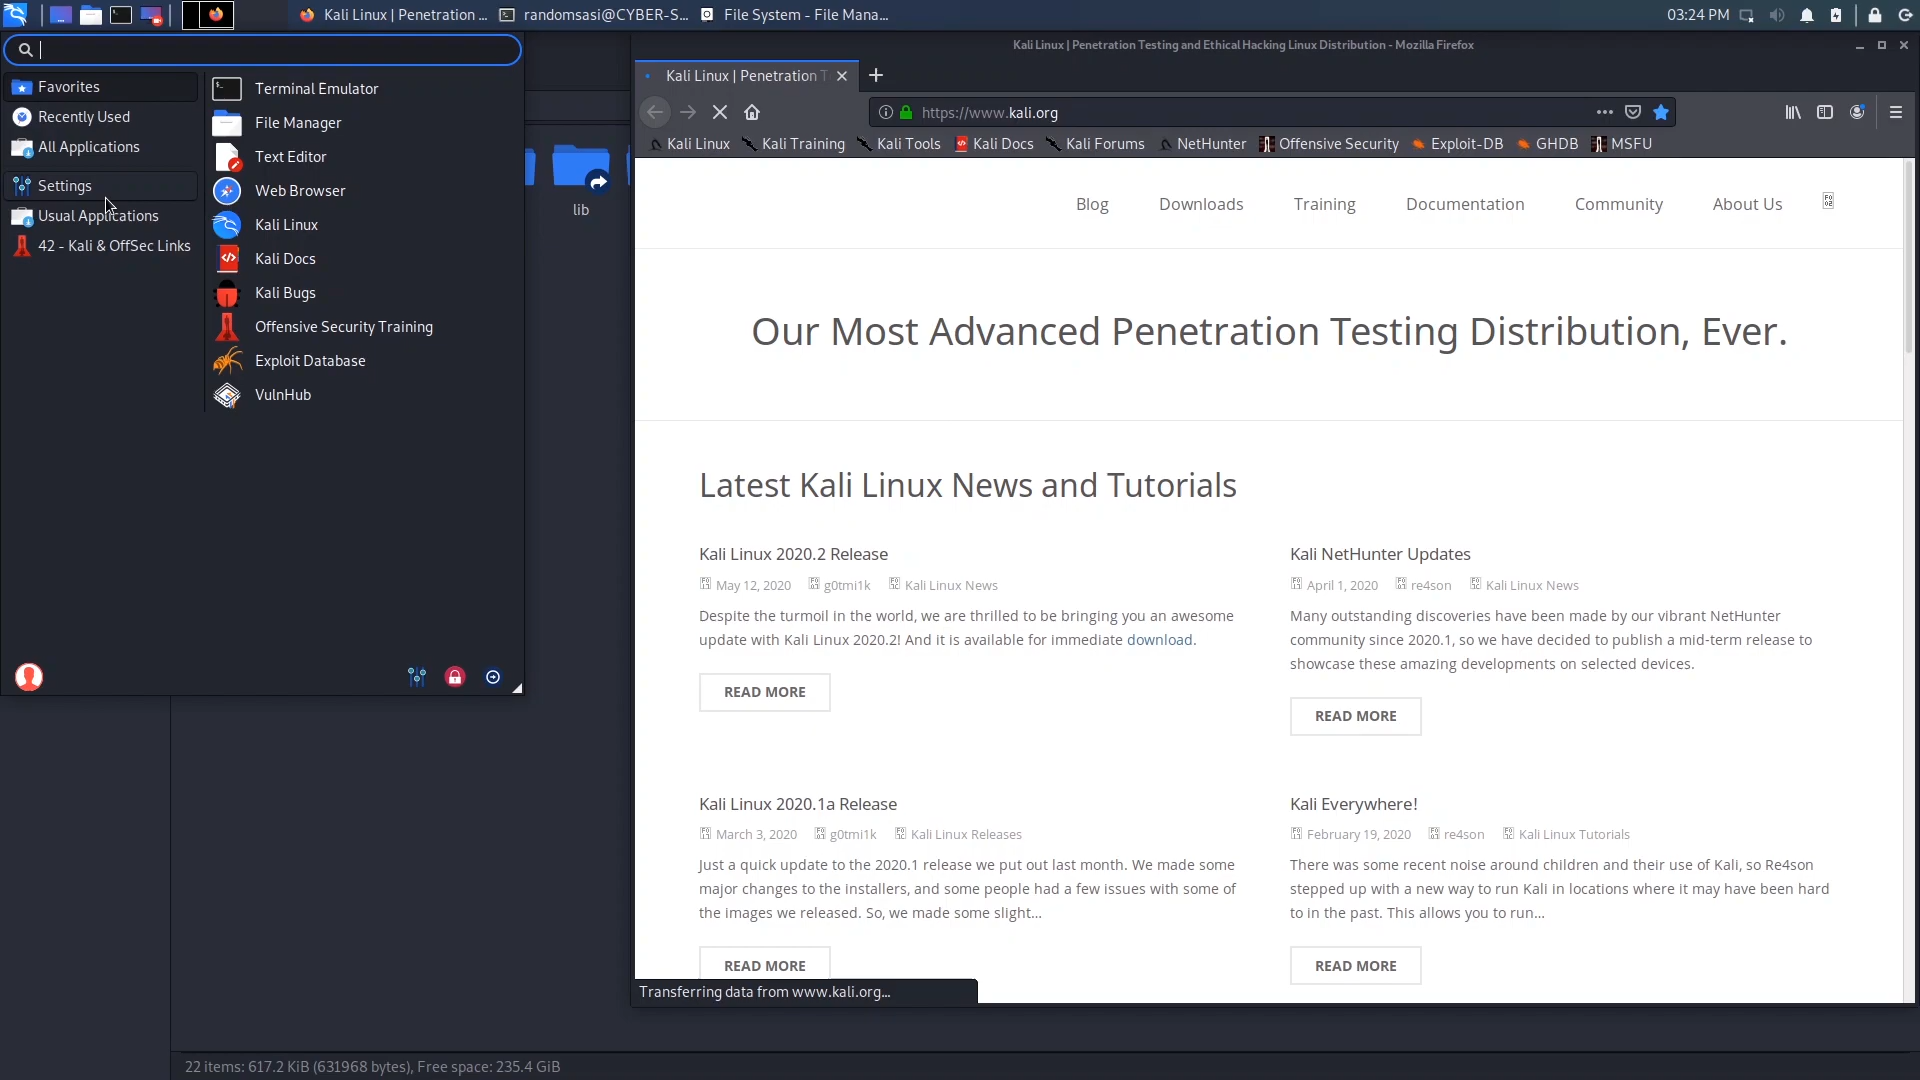 Kali Linux | Penetration ...
randomsasi@CYBER-S...
File System - File Mana...
03:24 PM
Favorites
Recently Used
All Applications
Settings
Usual Applications
42 - Kali & OffSec Links
Terminal Emulator
File Manager
Text Editor
Web Browser
Kali Linux
Kali Docs
Kali Bugs
Offensive Security Training
Exploit Database
VulnHub
lib
22 items: 617.2 KiB (631968 bytes), Free space: 235.4 GiB
Kali Linux | Penetration Testing and Ethical Hacking Linux Distribution - Mozilla Firefox
Kali Linux | Penetration T
https://www.kali.org
Kali Linux Kali Training Kali Tools Kali Docs Kali Forums NetHunter Offensive Security Exploit-DB GHDB MSFU
Blog Downloads Training Documentation Community About Us
Our Most Advanced Penetration Testing Distribution, Ever.
Latest Kali Linux News and Tutorials
Kali Linux 2020.2 Release
May 12, 2020 g0tmi1k Kali Linux News
Despite the turmoil in the world, we are thrilled to be bringing you an awesome
update with Kali Linux 2020.2! And it is available for immediate download.
READ MORE
Kali NetHunter Updates
April 1, 2020 re4son Kali Linux News
Many outstanding discoveries have been made by our vibrant NetHunter
community since 2020.1, so we have decided to publish a mid-term release to
showcase these amazing developments on selected devices.
READ MORE
Kali Linux 2020.1a Release
March 3, 2020 g0tmi1k Kali Linux Releases
Just a quick update to the 2020.1 release we put out last month. We made some
major changes to the installers, and some people had a few issues with some of
the images we released. So, we made some slight...
READ MORE
Kali Everywhere!
February 19, 2020 re4son Kali Linux Tutorials
There was some recent noise around children and their use of Kali, so Re4son
stepped up with a new way to run Kali in locations where it may have been hard
to in the past. This allows you to run...
READ MORE
Transferring data from www.kali.org...